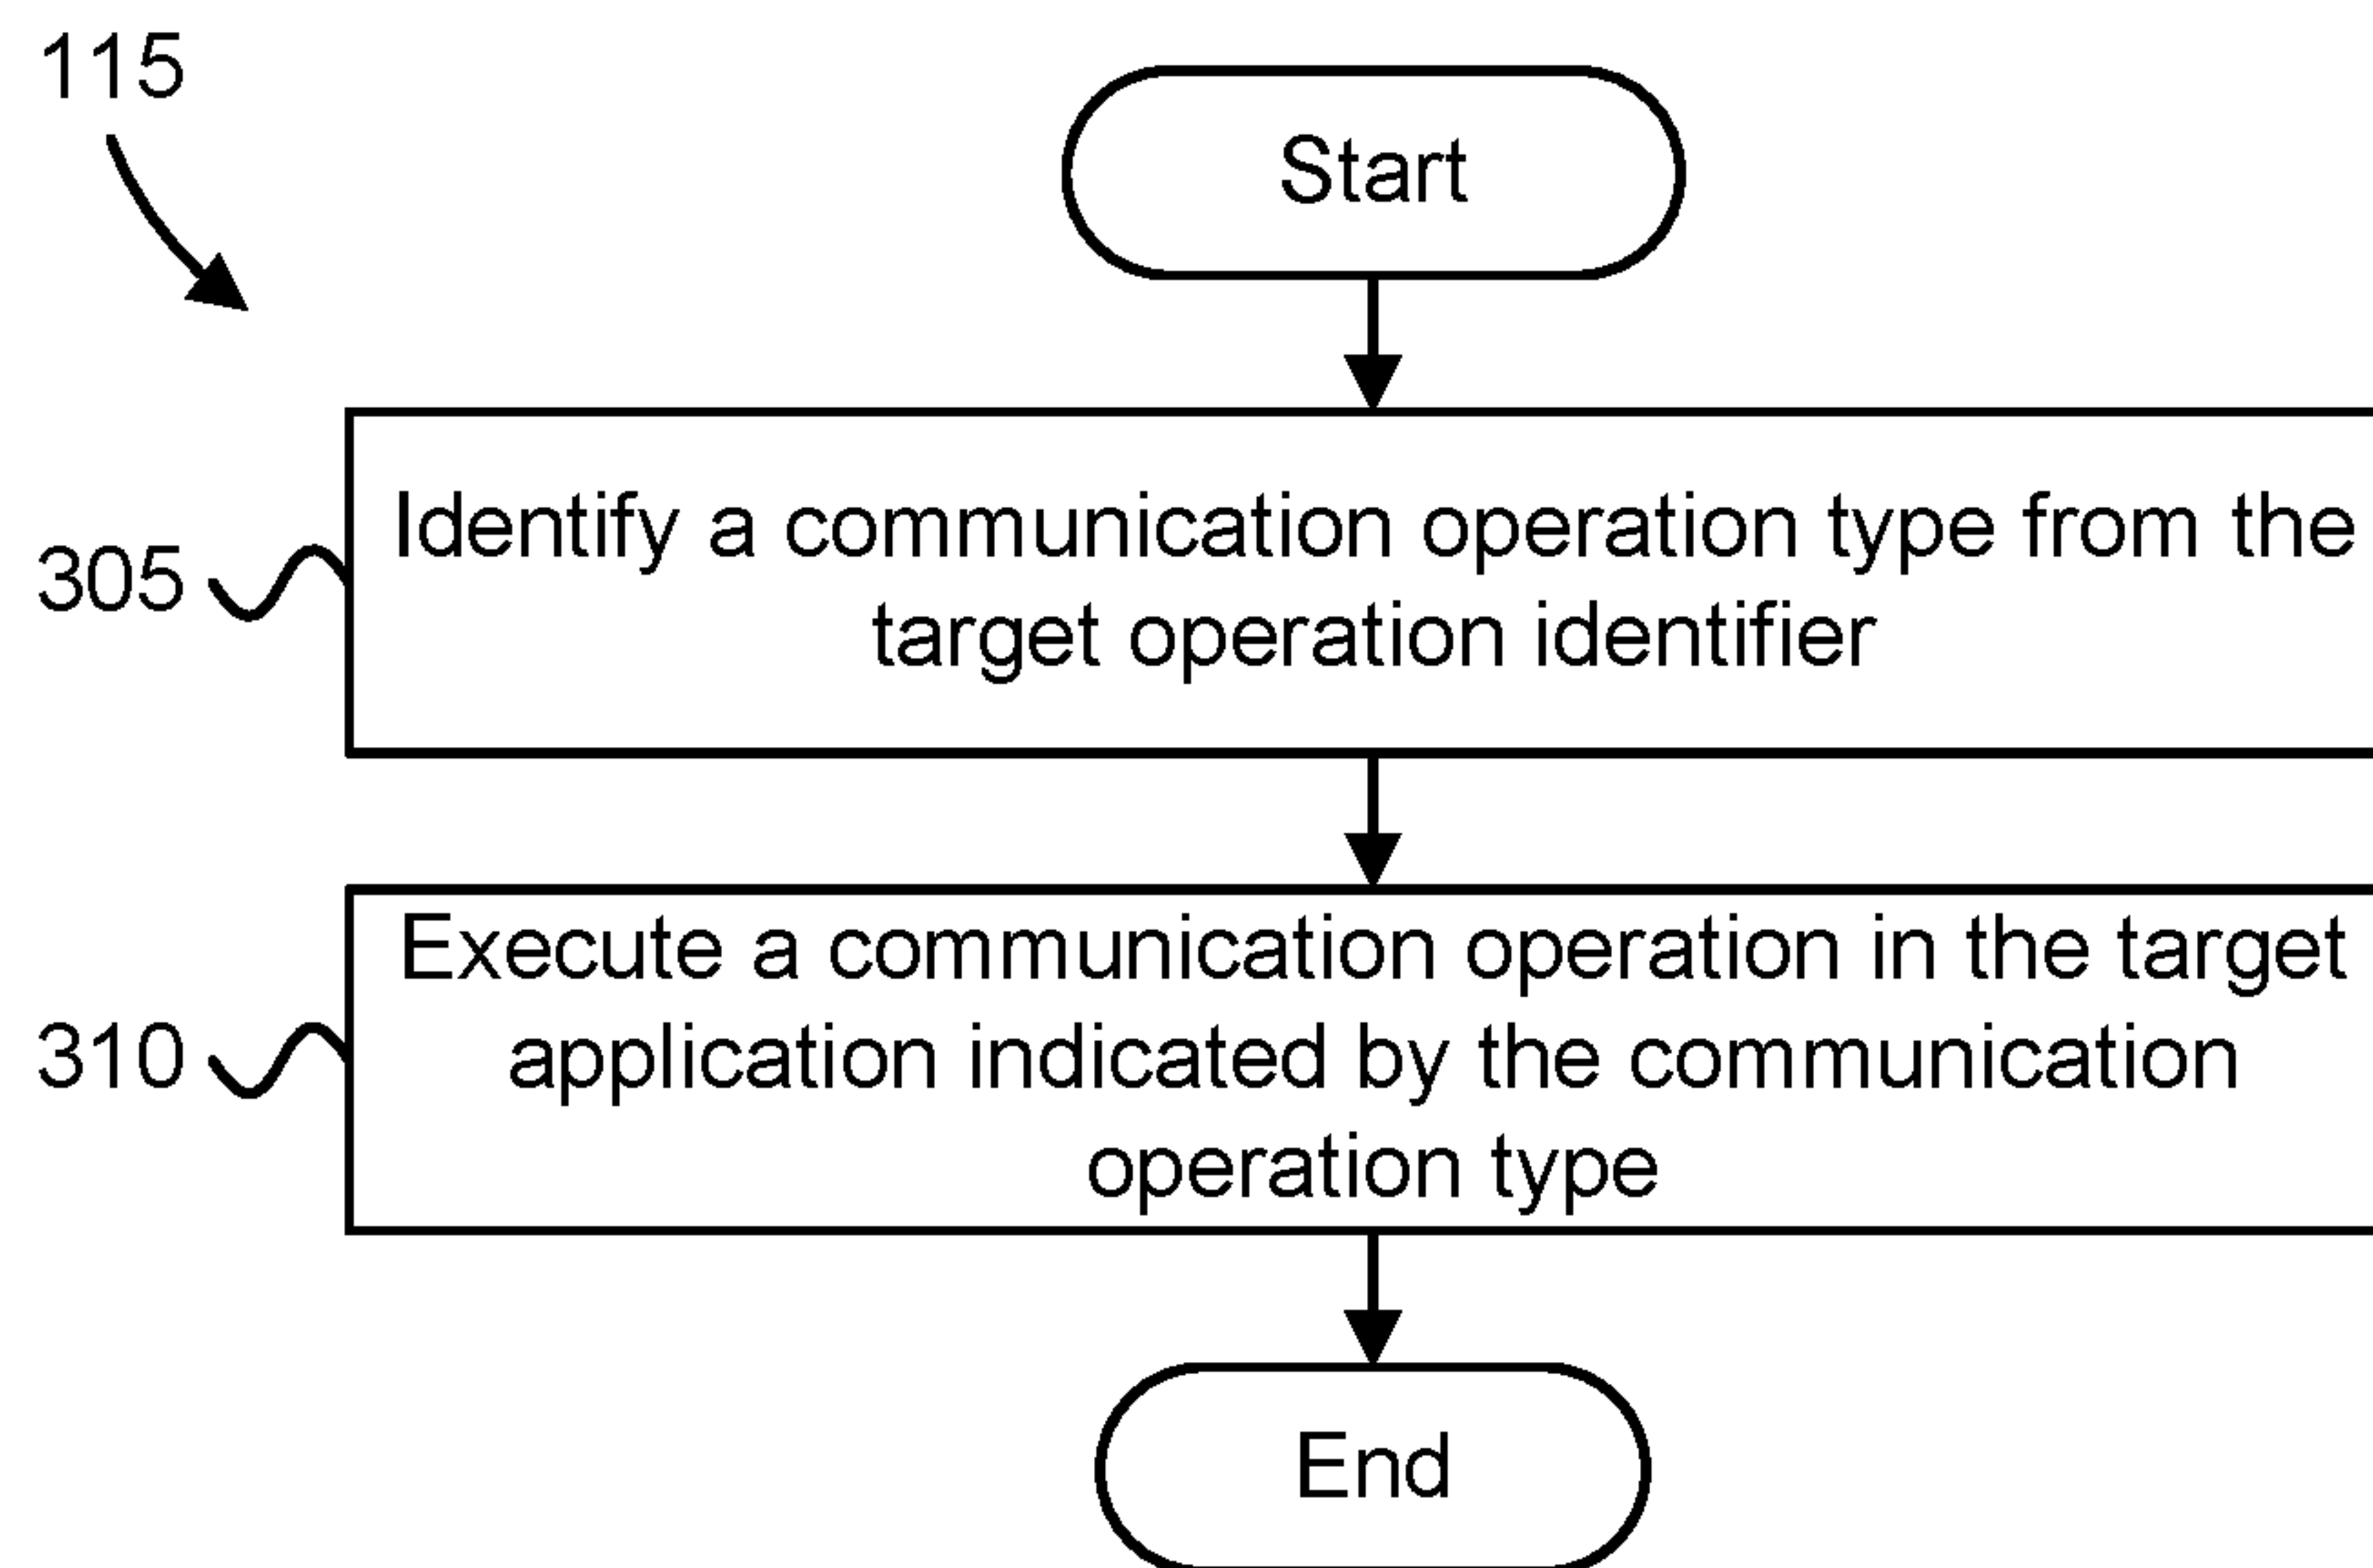 115
Start
Identify a communication operation type from the
305
target operation identifier
Execute a communication operation in the target
310
application indicated by the communication
operation type
End